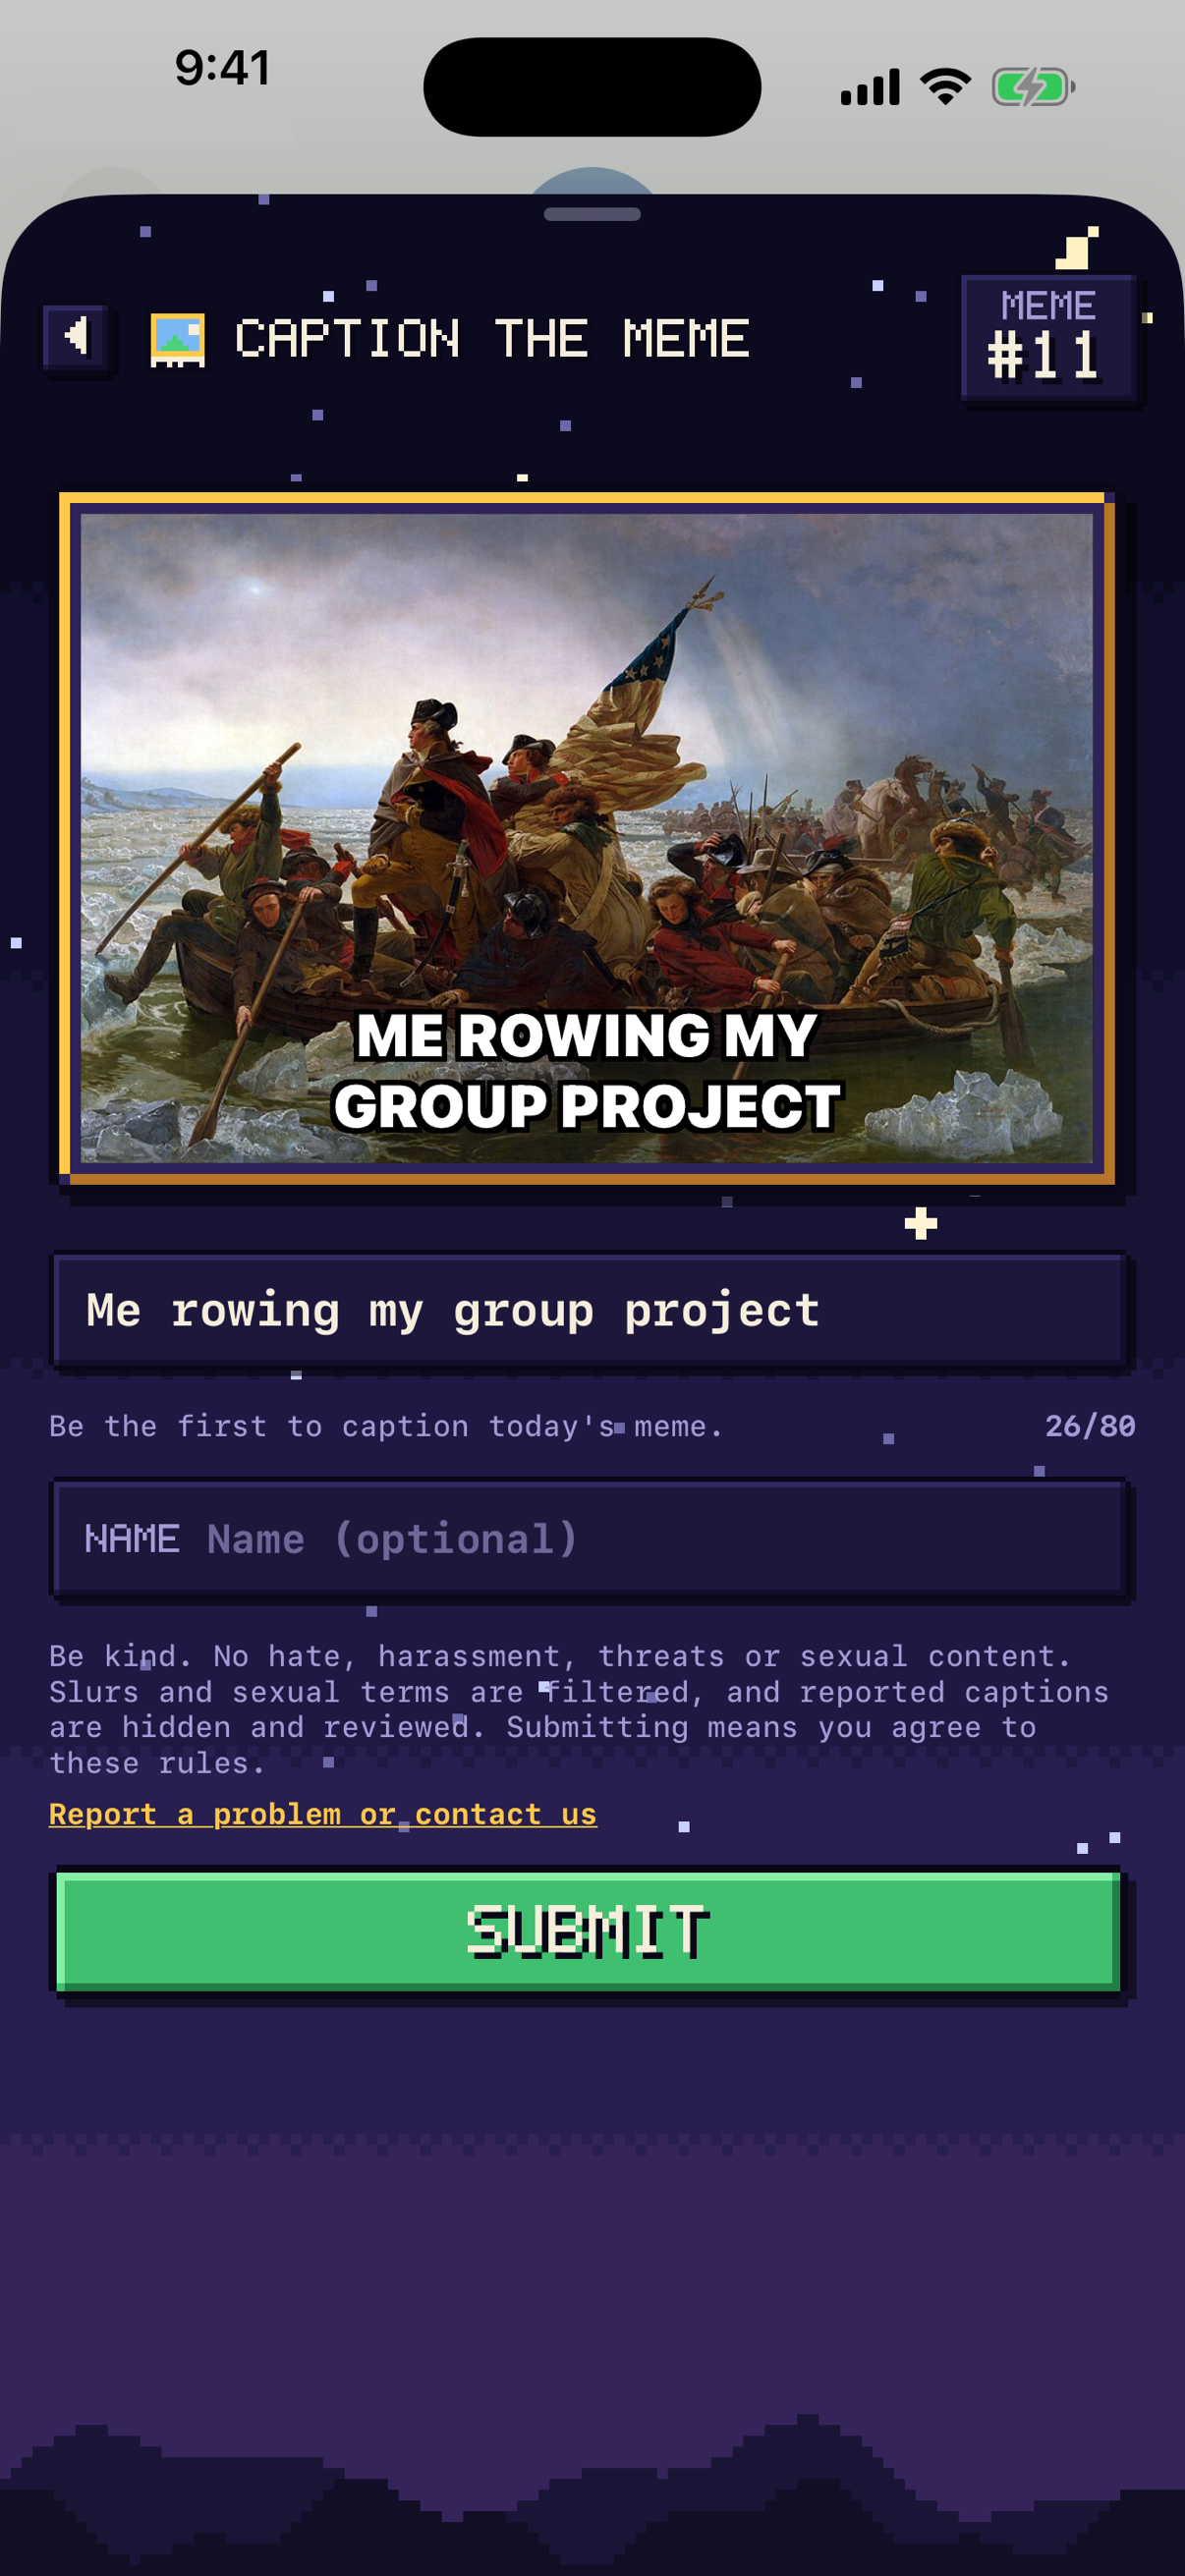 9:41
CAPTION THE MEME
MEME
#11
ME ROWING MY
GROUP PROJECT
Me rowing my group project
Be the first to caption today's meme.
26/80
NAME Name (optional)
Be kind. No hate, harassment, threats or sexual content.
Slurs and sexual terms are filtered, and reported captions
are hidden and reviewed. Submitting means you agree to
these rules.
Report a problem or contact us
SUBMIT